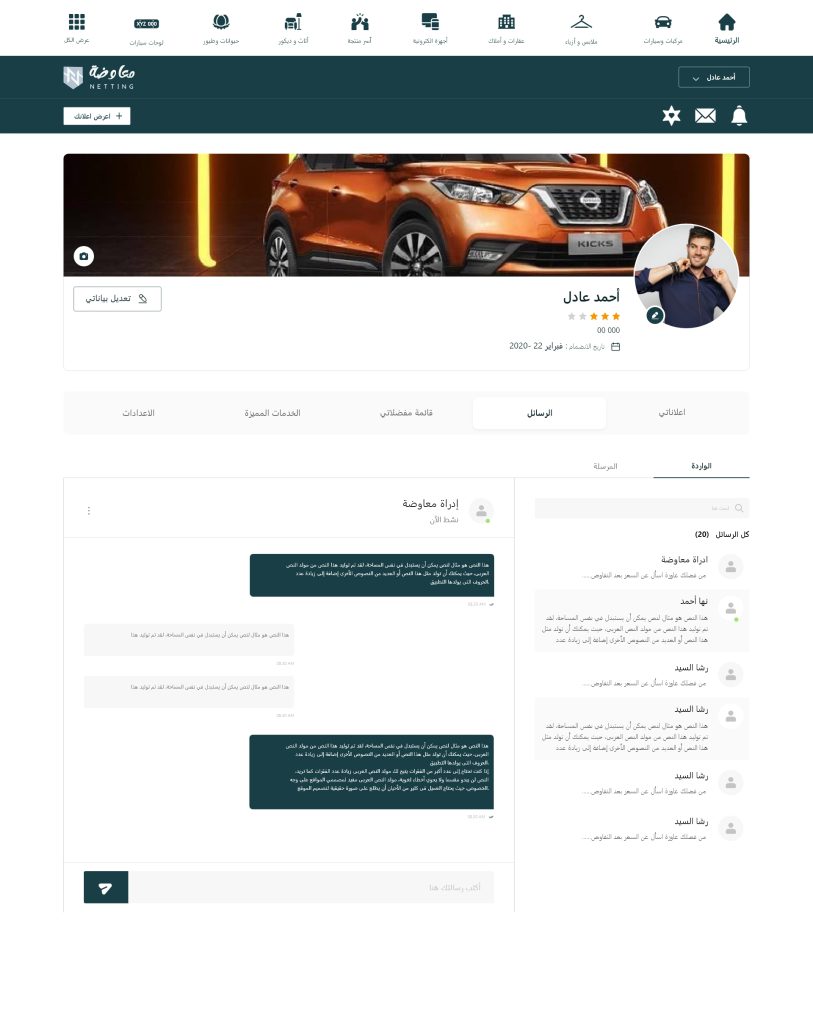 الرئيسية
مركبات وسيارات
ملابس و أزياء
عقارات و أملاك
أجهزة الكترونية
أسر منتجة
أثاث و ديكور
حيوانات وطيور
XYZ 000
لوحات سيارات
عرض الكل
أحمد عادل
معاوضة
NETTING
+ اعرض اعلانك
KICKS
أحمد عادل
00 000
تاريخ الانضمام : فبراير 22 -2020
تعديل بياناتي
اعلاناتي
الرسائل
قائمة مفضلاتي
الخدمات المميزة
الاعدادات
الواردة
المرسلة
ابحث هنا
كل الرسائل (20)
ادراة معاوضة
من فضلك عاوزة اسأل عن السعر بعد التفاوض ....
نها أحمد
هذا النص هو مثال لنص يمكن أن يستبدل في نفس المساحة، لقد
تم توليد هذا النص من مولد النص العربى، حيث يمكنك أن تولد مثل
هذا النص أو العديد من النصوص الأخرى إضافة إلى زيادة عدد
رشا السيد
من فضلك عاوزة اسأل عن السعر بعد التفاوض ....
رشا السيد
هذا النص هو مثال لنص يمكن أن يستبدل في نفس المساحة، لقد
تم توليد هذا النص من مولد النص العربى، حيث يمكنك أن تولد مثل
هذا النص أو العديد من النصوص الأخرى إضافة إلى زيادة عدد
رشا السيد
من فضلك عاوزة اسأل عن السعر بعد التفاوض ....
رشا السيد
من فضلك عاوزة اسأل عن السعر بعد التفاوض ....
إدراة معاوضة
نشط الأن
هذا النص هو مثال لنص يمكن أن يستبدل في نفس المساحة، لقد تم توليد هذا النص من مولد النص
العربى، حيث يمكنك أن تولد مثل هذا النص أو العديد من النصوص الأخرى إضافة إلى زيادة عدد
.الحروف التى يولدها التطبيق
هذا النص هو مثال لنص يمكن أن يستبدل في نفس المساحة، لقد تم توليد هذا
هذا النص هو مثال لنص يمكن أن يستبدل في نفس المساحة، لقد تم توليد هذا
هذا النص هو مثال لنص يمكن أن يستبدل في نفس المساحة، لقد تم توليد هذا النص من مولد النص
العربى، حيث يمكنك أن تولد مثل هذا النص أو العديد من النصوص الأخرى إضافة إلى زيادة عدد
.الحروف التى يولدها التطبيق
إذا كنت تحتاج إلى عدد أكبر من الفقرات يتيح لك مولد النص العربى زيادة عدد الفقرات كما تريد،
النص لن يبدو مقسما ولا يحوي أخطاء لغوية، مولد النص العربى مفيد لمصممي المواقع على وجه
.الخصوص، حيث يحتاج العميل فى كثير من الأحيان أن يطلع على صورة حقيقية لتصميم الموقع
أكتب رسالتك هنا